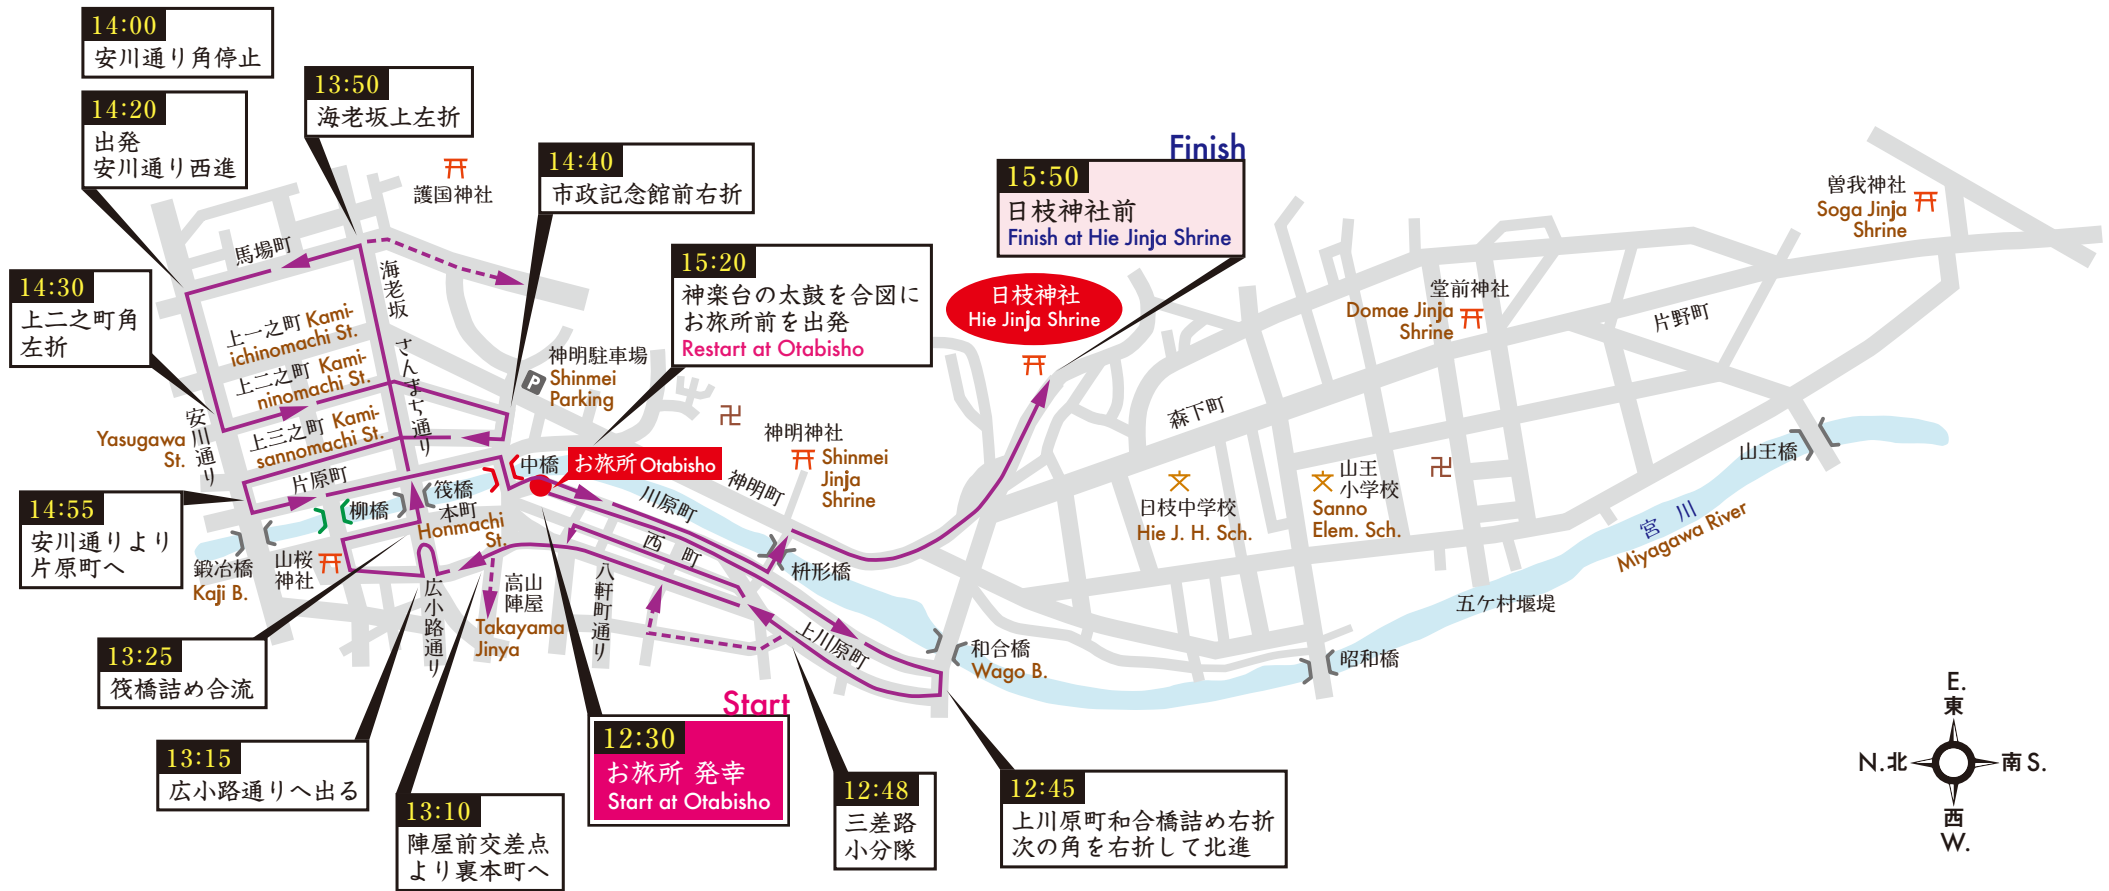 14:00
安川通り角停止
14:20
出発
安川通り西進
13:50
海老坂上左折
14:40
市政記念館前右折
15:20
神楽台の太鼓を合図に
お旅所前を出発
Restart at Otabisho
Finish
15:50
日枝神社前
Finish at Hie Jinja Shrine
14:30
上二之町角
左折
14:55
安川通りより
片原町へ
13:25
筏橋詰め合流
13:15
広小路通りへ出る
13:10
陣屋前交差点
より裏本町へ
Start
12:30
お旅所 発幸
Start at Otabisho
12:48
三差路
小分隊
12:45
上川原町和合橋詰め右折
次の角を右折して北進
護国神社
馬場町
海老坂
上一之町 Kami-
ichinomachi St.
上二之町 Kami-
ninomachi St.
上三之町 Kami-
sannomachi St.
さんまち通り
安川通り
Yasugawa
St.
片原町
神明駐車場
P
Shinmei
Parking
中橋
お旅所 Otabisho
筏橋
柳橋
本町
Honmachi
St.
鍛冶橋
Kaji B.
山桜
神社
広小路通り
高山
陣屋
Takayama
Jinya
八軒町通り
西町
川原町
上川原町
神明町
神明神社
Shinmei
Jinja
Shrine
枡形橋
和合橋
Wago B.
日枝神社
Hie Jinja Shrine
森下町
日枝中学校
Hie J. H. Sch.
山王
小学校
Sanno
Elem. Sch.
堂前神社
Domae Jinja
Shrine
片野町
曽我神社
Soga Jinja
Shrine
山王橋
宮川
Miyagawa River
五ケ村堰堤
昭和橋
E.
東
N.北
南 S.
西
W.